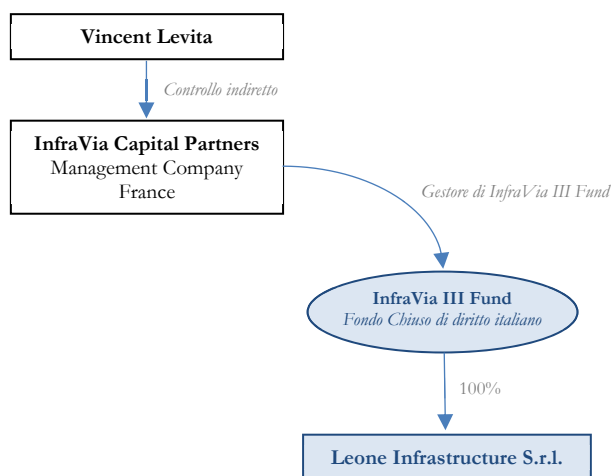 Vincent Levita
Controllo indiretto
InfraVia Capital Partners
Management Company
France
Gestore di InfraVia III Fund
InfraVia III Fund
Fondo Chiuso di diritto italiano
100%
Leone Infrastructure S.r.l.